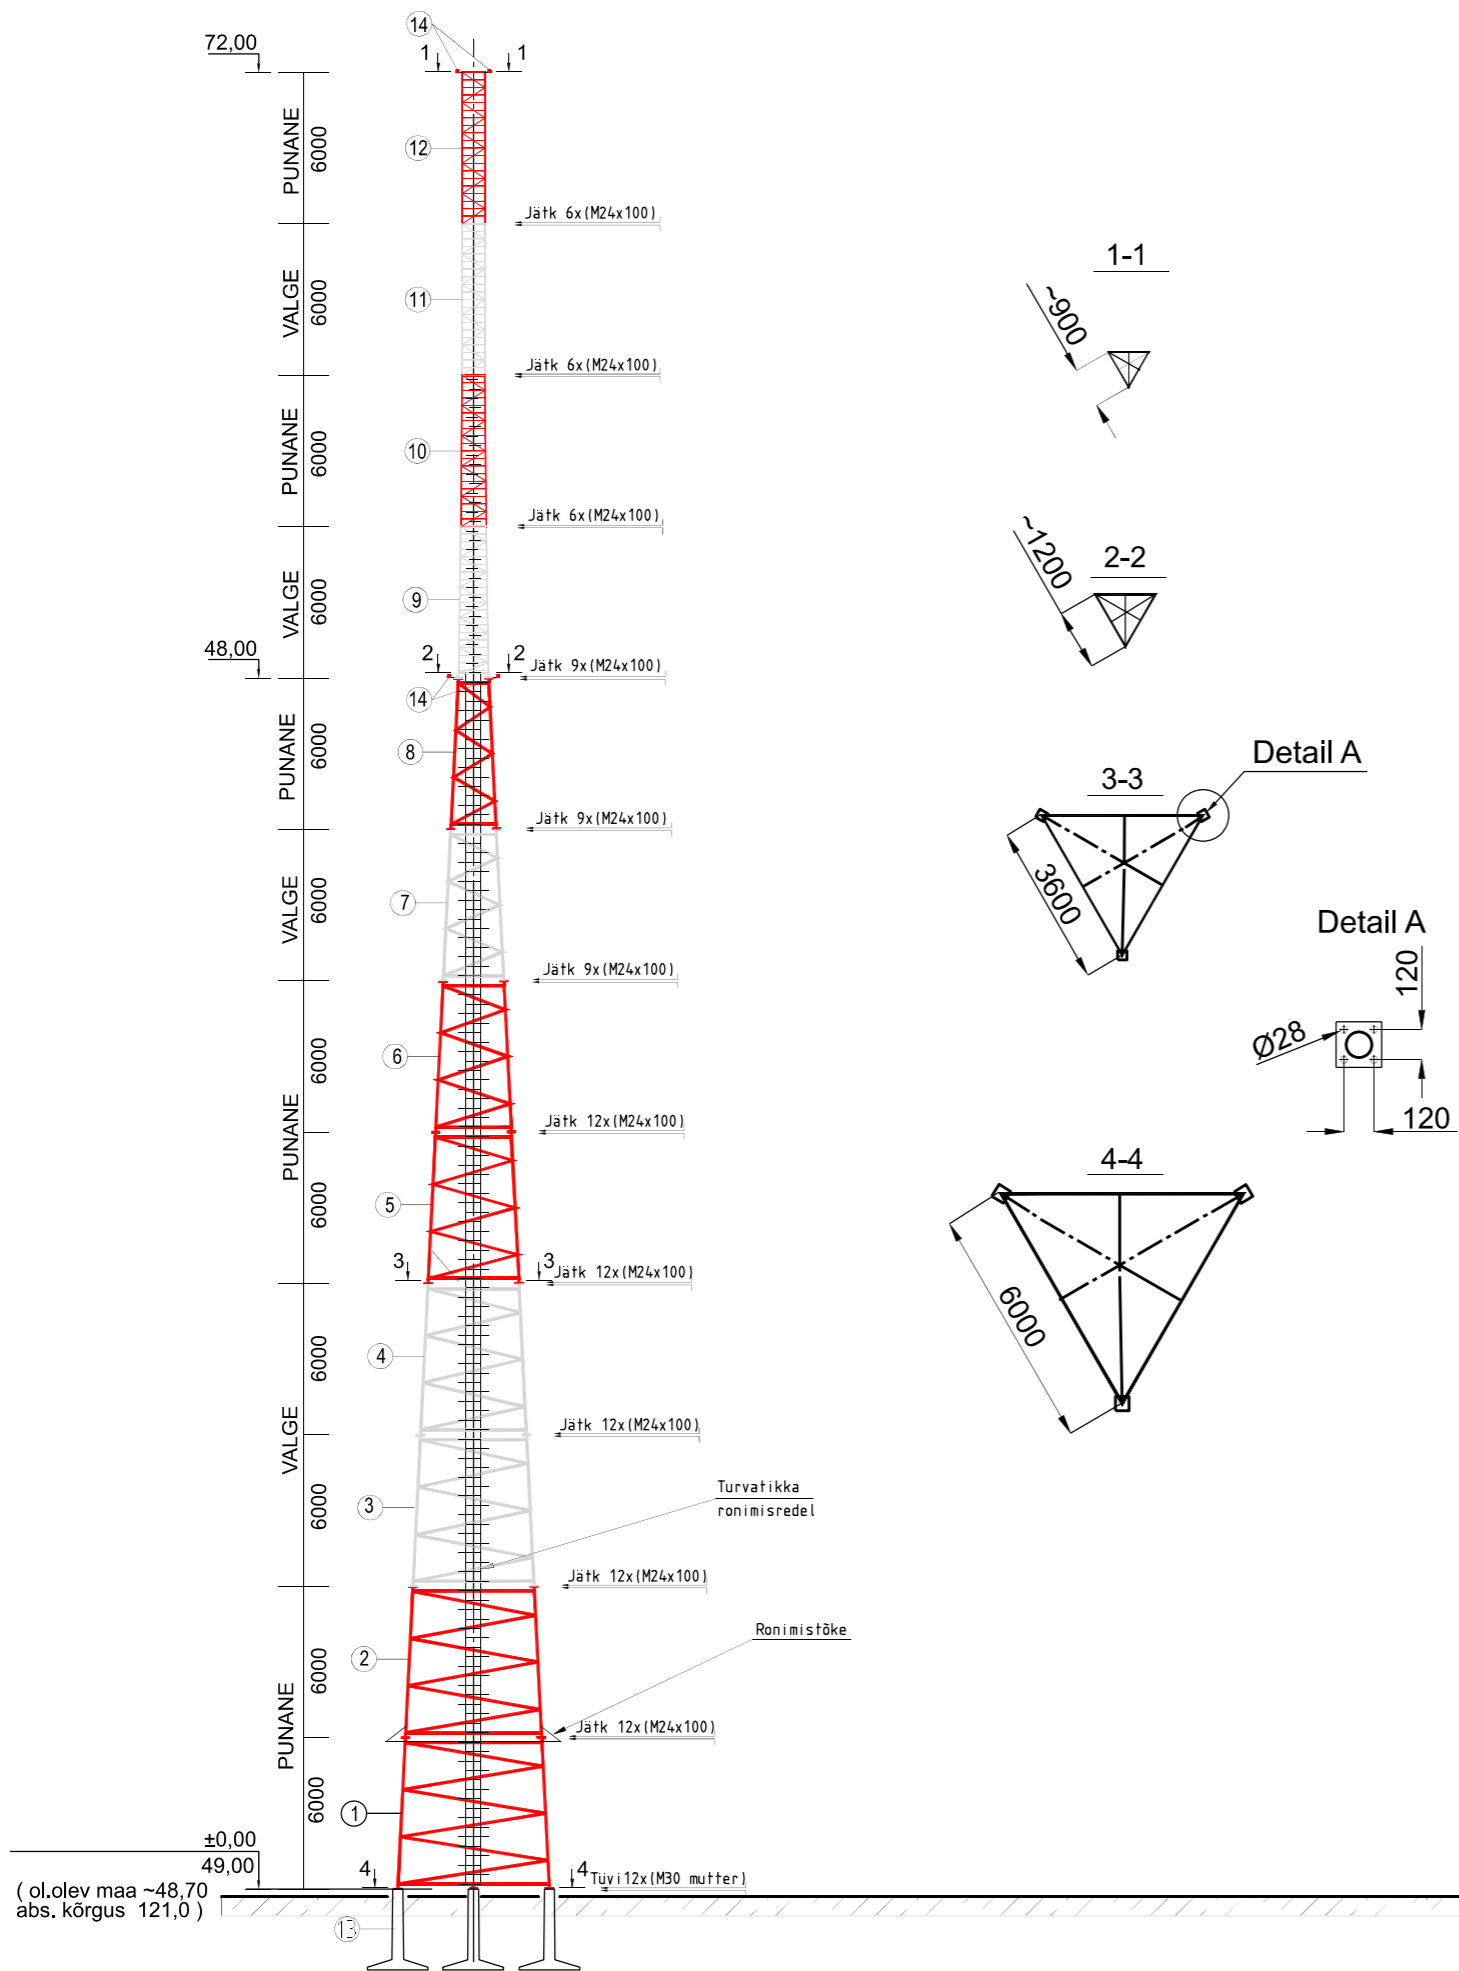 14
72,00
1
1
PUNANE
6000
12
Jätk 6x(M24x100)
VALGE
6000
11
Jätk 6x(M24x100)
PUNANE
6000
10
Jätk 6x(M24x100)
VALGE
6000
9
48,00
2
2
Jätk 9x(M24x100)
14
PUNANE
6000
8
Jätk 9x(M24x100)
VALGE
6000
7
Jätk 9x(M24x100)
PUNANE
6000
6
Jätk 12x(M24x100)
6000
5
3
3
Jätk 12x(M24x100)
VALGE
6000
4
Jätk 12x(M24x100)
6000
3
Turvatikka
ronimisredel
Jätk 12x(M24x100)
PUNANE
6000
2
Ronimistõke
Jätk 12x(M24x100)
6000
1
±0,00
49,00
4
4
Tüvi12x(M30 mutter)
( ol.olev maa ~48,70
abs. kõrgus 121,0 )
13
1-1
~900
2-2
~1200
3-3
Detail A
3600
Detail A
120
Ø28
120
4-4
6000